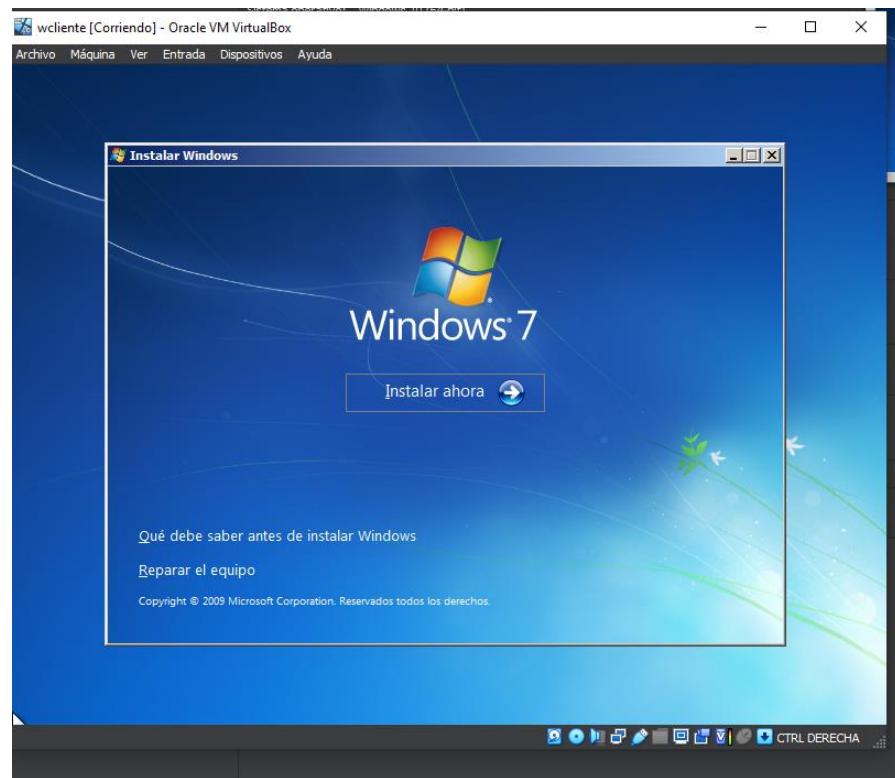 wcliente [Corriendo] - Oracle VM VirtualBox
Archivo Máquina Ver Entrada Dispositivos Ayuda
Instalar Windows
Windows® 7
Instalar ahora
Qué debe saber antes de instalar Windows
Reparar el equipo
Copyright © 2009 Microsoft Corporation. Reservados todos los derechos.
CTRL DERECHA